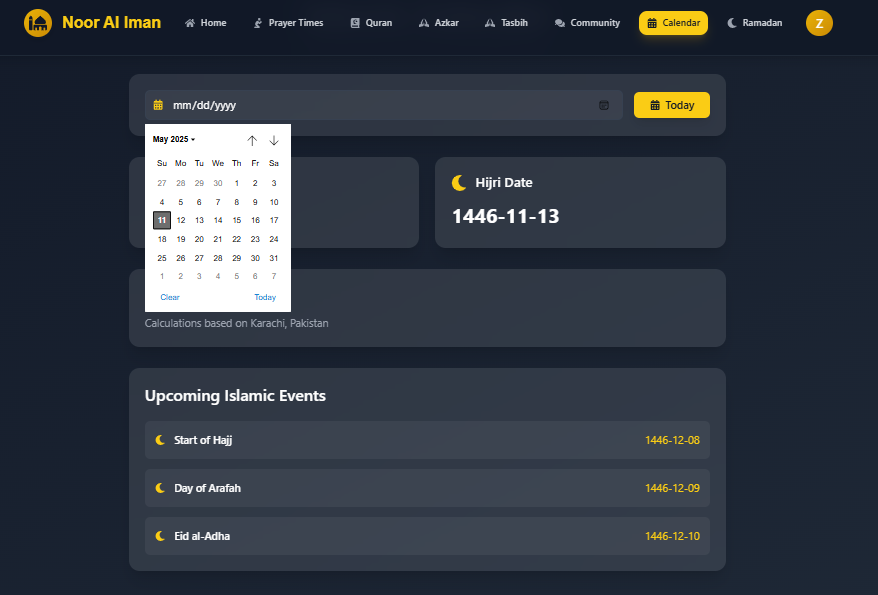 Noor Al Iman Home Prayer Times Quran Azkar Tasbih Community Calendar Ramadan Z
mm/dd/yyyy Today
May 2025
Su Mo Tu We Th Fr Sa
27 28 29 30 1 2 3
4 5 6 7 8 9 10
11 12 13 14 15 16 17
18 19 20 21 22 23 24
25 26 27 28 29 30 31
1 2 3 4 5 6 7
Clear Today
Hijri Date
1446-11-13
Calculations based on Karachi, Pakistan
Upcoming Islamic Events
Start of Hajj 1446-12-08
Day of Arafah 1446-12-09
Eid al-Adha 1446-12-10